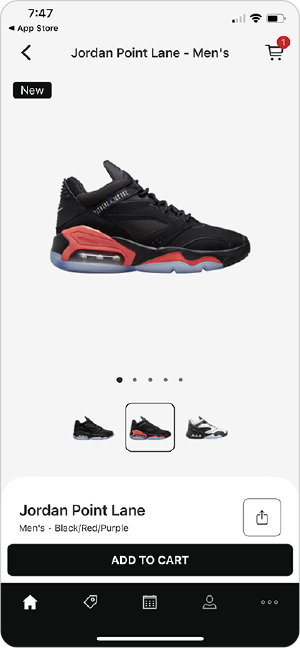 7:47
◀ App Store
Jordan Point Lane - Men's
1
New
Jordan Point Lane
Men's • Black/Red/Purple
ADD TO CART